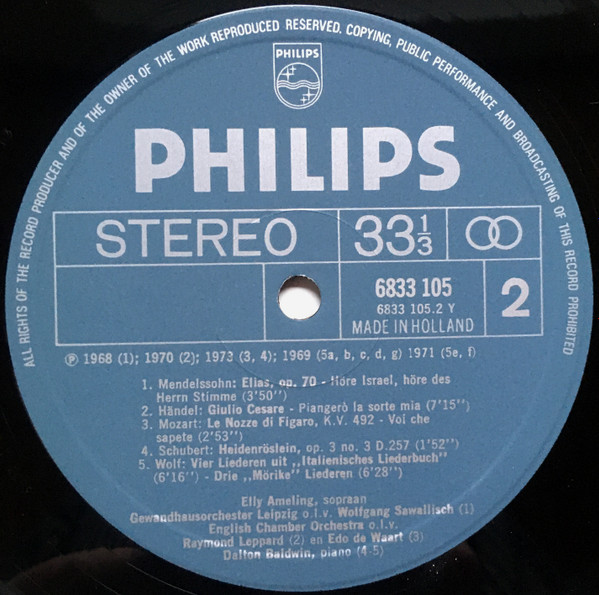 ALL RIGHTS OF THE RECORD PRODUCER AND OF THE OWNER OF THE WORK REPRODUCED RESERVED. COPYING, PUBLIC PERFORMANCE AND BROADCASTING OF THIS RECORD PROHIBITED
PHILIPS
PHILIPS
STEREO
33 1/3
6833 105
6833 105.2 Y
MADE IN HOLLAND
2
Ⓟ 1968 (1); 1970 (2); 1973 (3, 4); 1969 (5a, b, c, d, g) 1971 (5e, f)
1. Mendelssohn: Elias, op. 70 - Höre Israel, höre des
Herrn Stimme (3'50'')
2. Händel: Giulio Cesare - Piangerò la sorte mia (7'15'')
3. Mozart: Le Nozze di Figaro, K.V. 492 - Voi che
sapete (2'53'')
4. Schubert: Heidenröslein, op. 3 no. 3 D.257 (1'52'')
5. Wolf: Vier Liederen uit ,,Italienisches Liederbuch''
(6'16'') - Drie ,,Mörike'' Liederen (6'28'')
Elly Ameling, sopraan
Gewandhausorchester Leipzig o.l.v. Wolfgang Sawallisch (1)
English Chamber Orchestra o.l.v.
Raymond Leppard (2) en Edo de Waart (3)
Dalton Baldwin, piano (4-5)